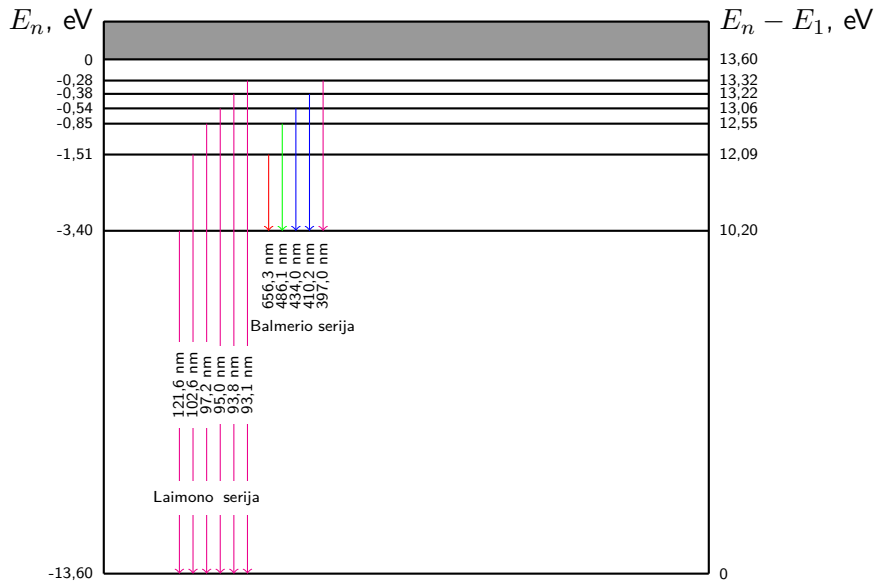 E_n, eV
E_n − E_1, eV
0
13,60
-0,28
13,32
-0,38
13,22
-0,54
13,06
-0,85
12,55
-1,51
12,09
-3,40
10,20
656,3 nm
486,1 nm
434,0 nm
410,2 nm
397,0 nm
Balmerio serija
121,6 nm
102,6 nm
97,2 nm
95,0 nm
93,8 nm
93,1 nm
Laimono serija
-13,60
0